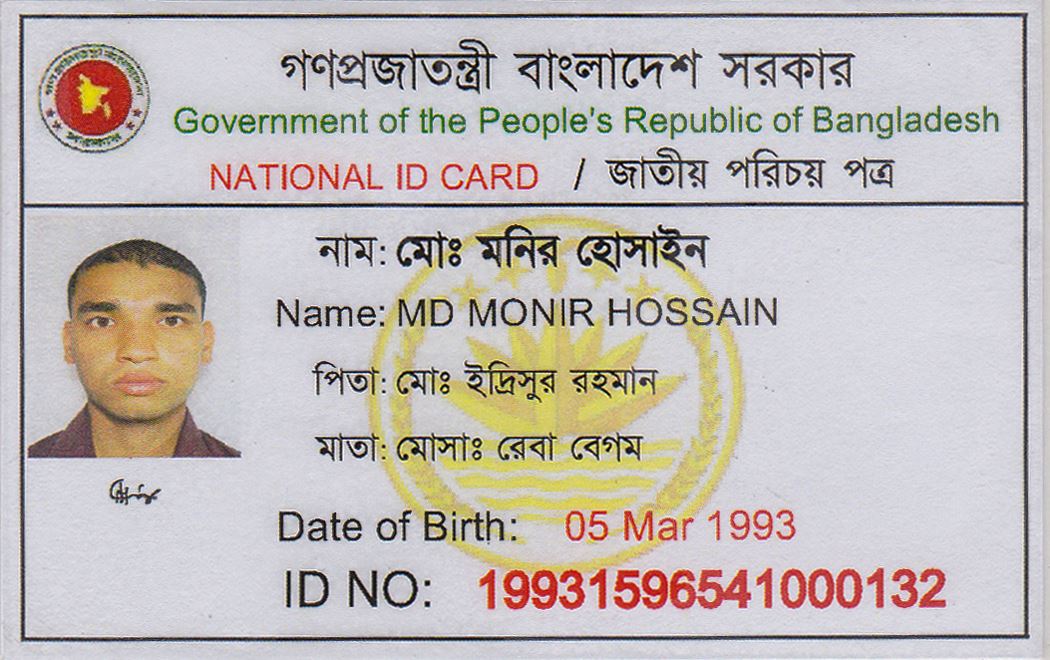 গণপ্রজাতন্ত্রী বাংলাদেশ সরকার
Government of the People's Republic of Bangladesh
NATIONAL ID CARD / জাতীয় পরিচয় পত্র
নাম: মোঃ মনির হোসাইন
Name: MD MONIR HOSSAIN
পিতা: মোঃ ইদ্রিসুর রহমান
মাতা: মোসাঃ রেবা বেগম
Date of Birth: 05 Mar 1993
ID NO: 19931596541000132